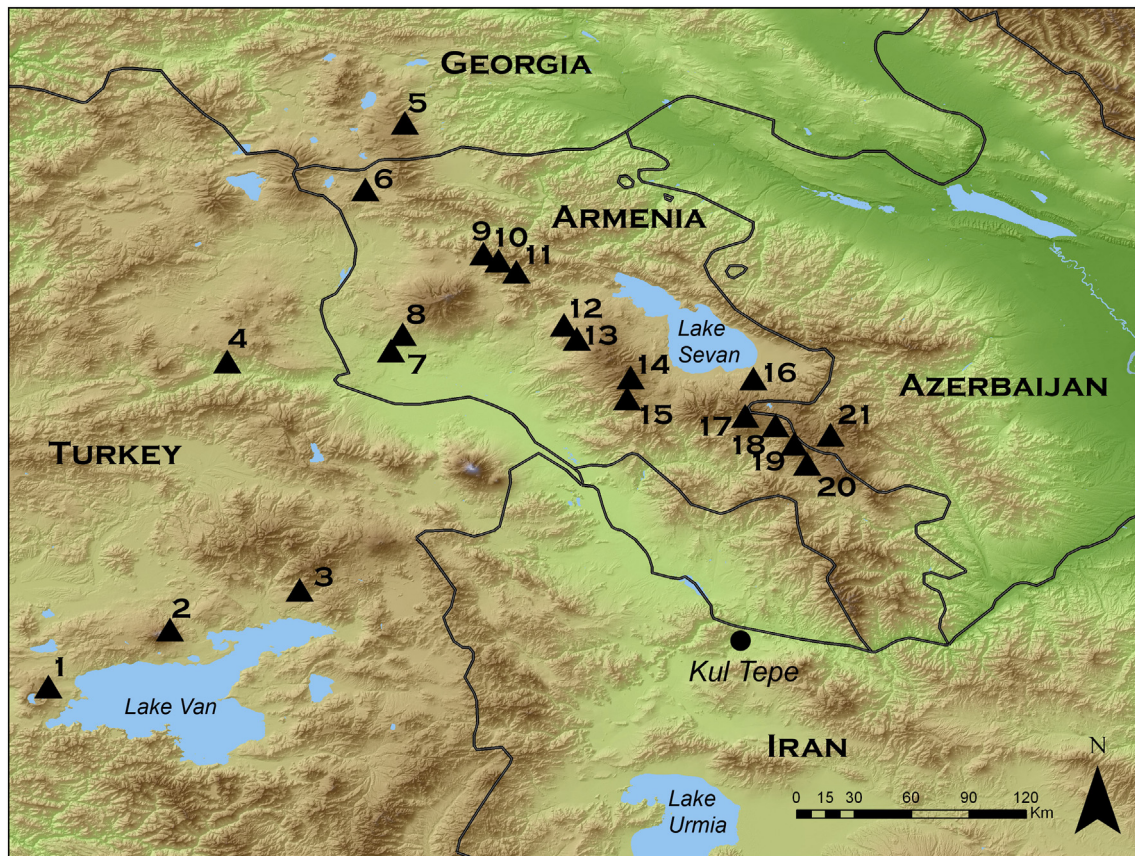 GEORGIA
5
6
ARMENIA
9 10
11
12
13
8
7
4
Lake
Sevan
14
15
16
AZERBAIJAN
17
18
19
20
21
TURKEY
3
2
1
Lake Van
Kul Tepe
IRAN
Lake
Urmia
N
0 15 30 60 90 120
Km